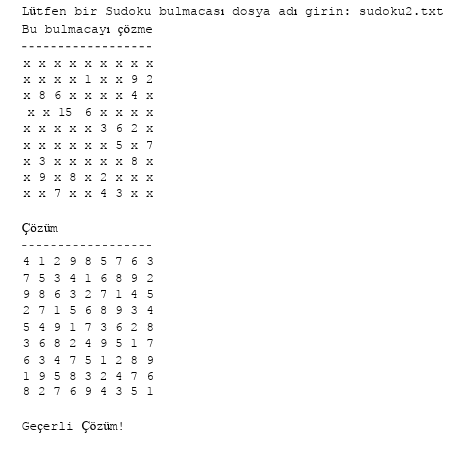 Lütfen bir Sudoku bulmacası dosya adı girin: sudoku2.txt
Bu bulmacayı çözme
------------------
x x x x x x x x x
x x x x 1 x x 9 2
x 8 6 x x x x 4 x
x x 15 6 x x x x
x x x x x 3 6 2 x
x x x x x x 5 x 7
x 3 x x x x x 8 x
x 9 x 8 x 2 x x x
x x 7 x x 4 3 x x
Çözüm
------------------
4 1 2 9 8 5 7 6 3
7 5 3 4 1 6 8 9 2
9 8 6 3 2 7 1 4 5
2 7 1 5 6 8 9 3 4
5 4 9 1 7 3 6 2 8
3 6 8 2 4 9 5 1 7
6 3 4 7 5 1 2 8 9
1 9 5 8 3 2 4 7 6
8 2 7 6 9 4 3 5 1
Geçerli Çözüm!